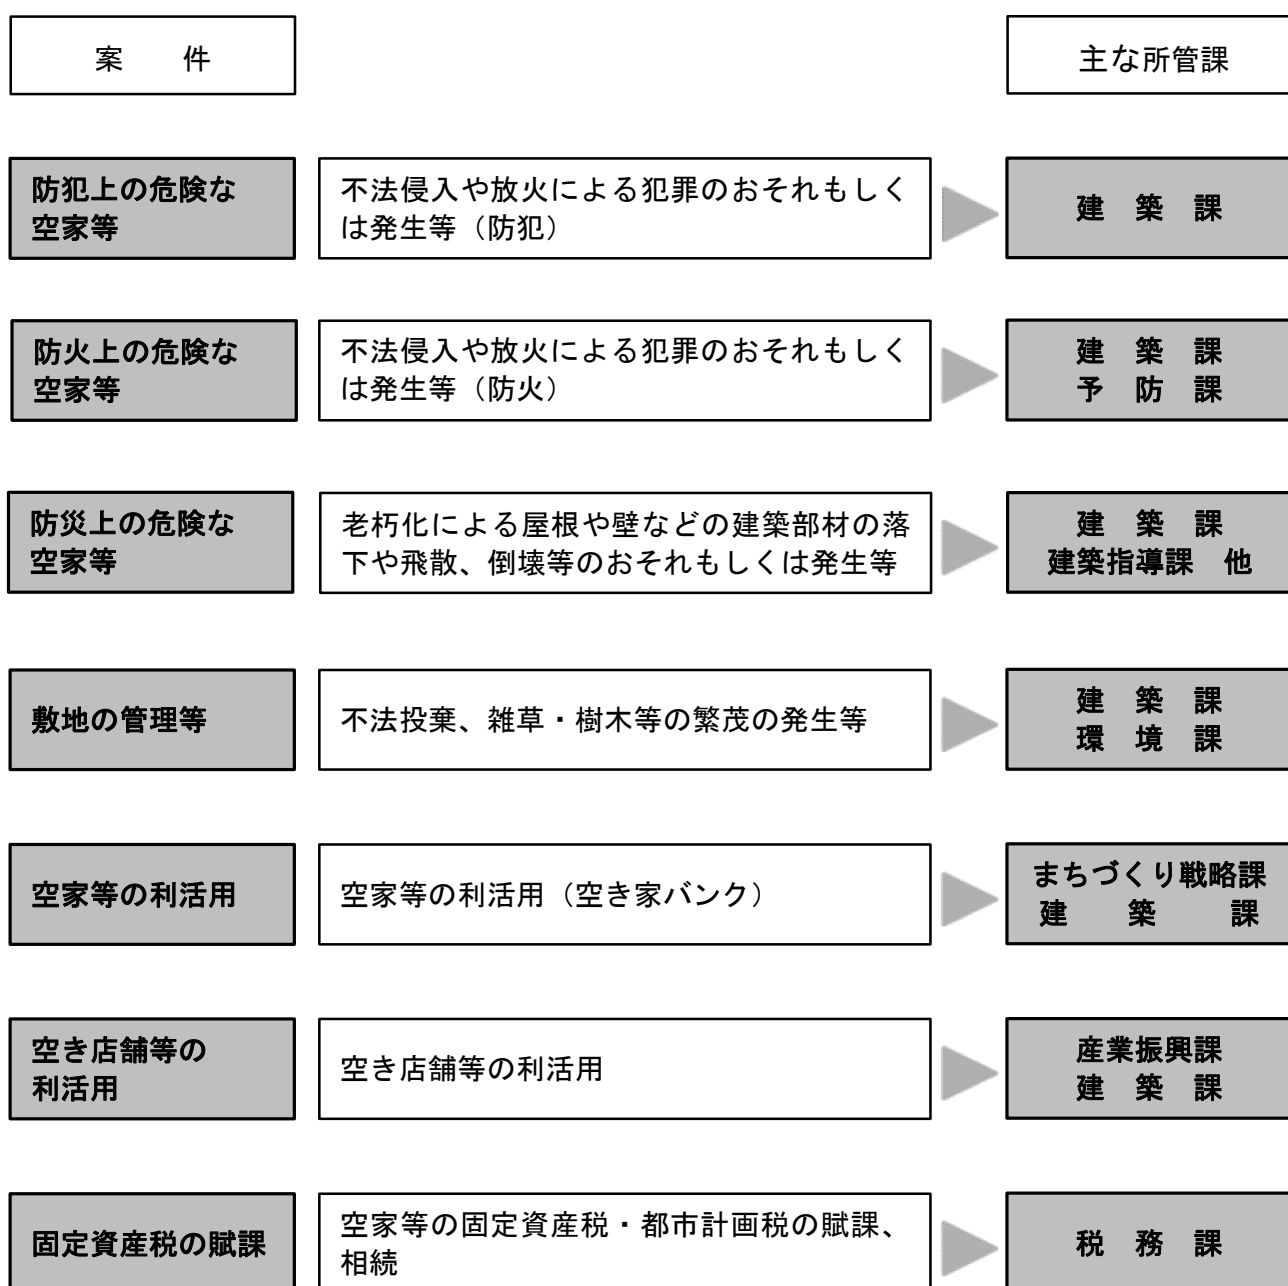 案　件
主な所管課
防犯上の危険な
空家等
不法侵入や放火による犯罪のおそれもしく
は発生等（防犯）
建　築　課
防火上の危険な
空家等
不法侵入や放火による犯罪のおそれもしく
は発生等（防火）
建　築　課
予　防　課
防災上の危険な
空家等
老朽化による屋根や壁などの建築部材の落
下や飛散、倒壊等のおそれもしくは発生等
建　築　課
建築指導課　他
敷地の管理等
不法投棄、雑草・樹木等の繁茂の発生等
建　築　課
環　境　課
空家等の利活用
空家等の利活用（空き家バンク）
まちづくり戦略課
建　築　課
空き店舗等の
利活用
空き店舗等の利活用
産業振興課
建　築　課
固定資産税の賦課
空家等の固定資産税・都市計画税の賦課、
相続
税　務　課